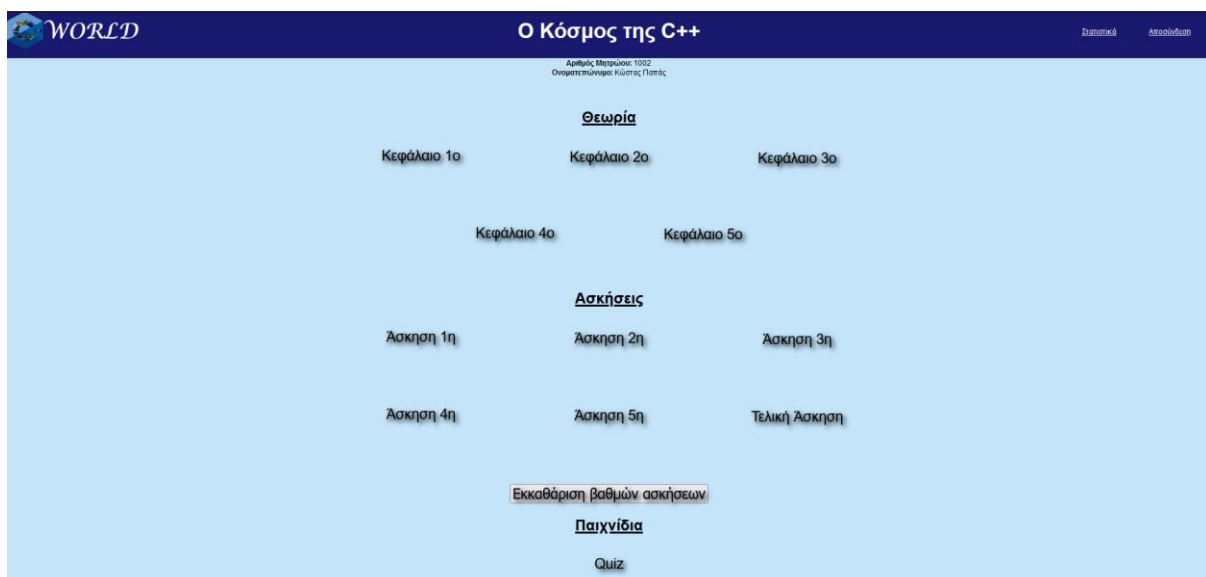 WORLD Ο Κόσμος της C++ Στατιστικά Αποσύνδεση
Αριθμός Μητρώου: 1002
Ονοματεπώνυμο: Κώστας Παπάς
Θεωρία
Κεφάλαιο 1ο Κεφάλαιο 2ο Κεφάλαιο 3ο
Κεφάλαιο 4ο Κεφάλαιο 5ο
Ασκήσεις
Άσκηση 1η Άσκηση 2η Άσκηση 3η
Άσκηση 4η Άσκηση 5η Τελική Άσκηση
Εκκαθάριση βαθμών ασκήσεων
Παιχνίδια
Quiz